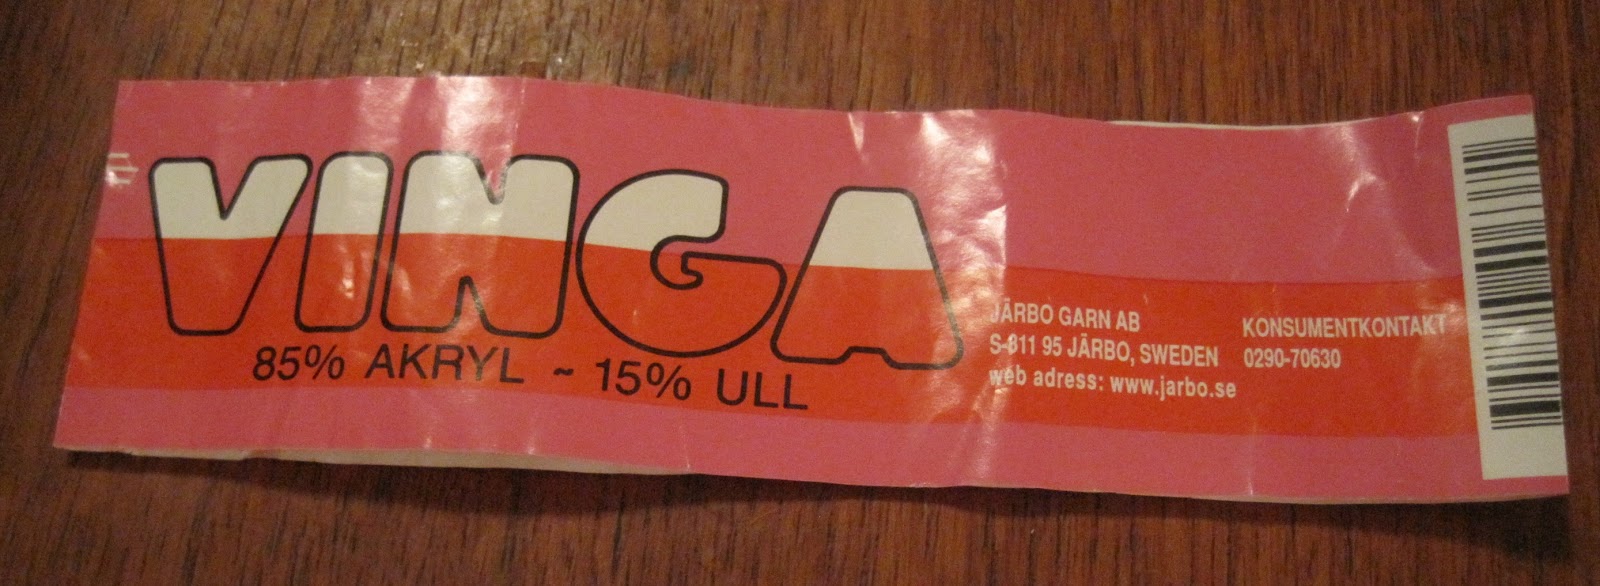 VINGA
85% AKRYL ~ 15% ULL
JÄRBO GARN AB
S-811 95 JÄRBO, SWEDEN
web adress: www.jarbo.se
KONSUMENTKONTAKT
0290-70630